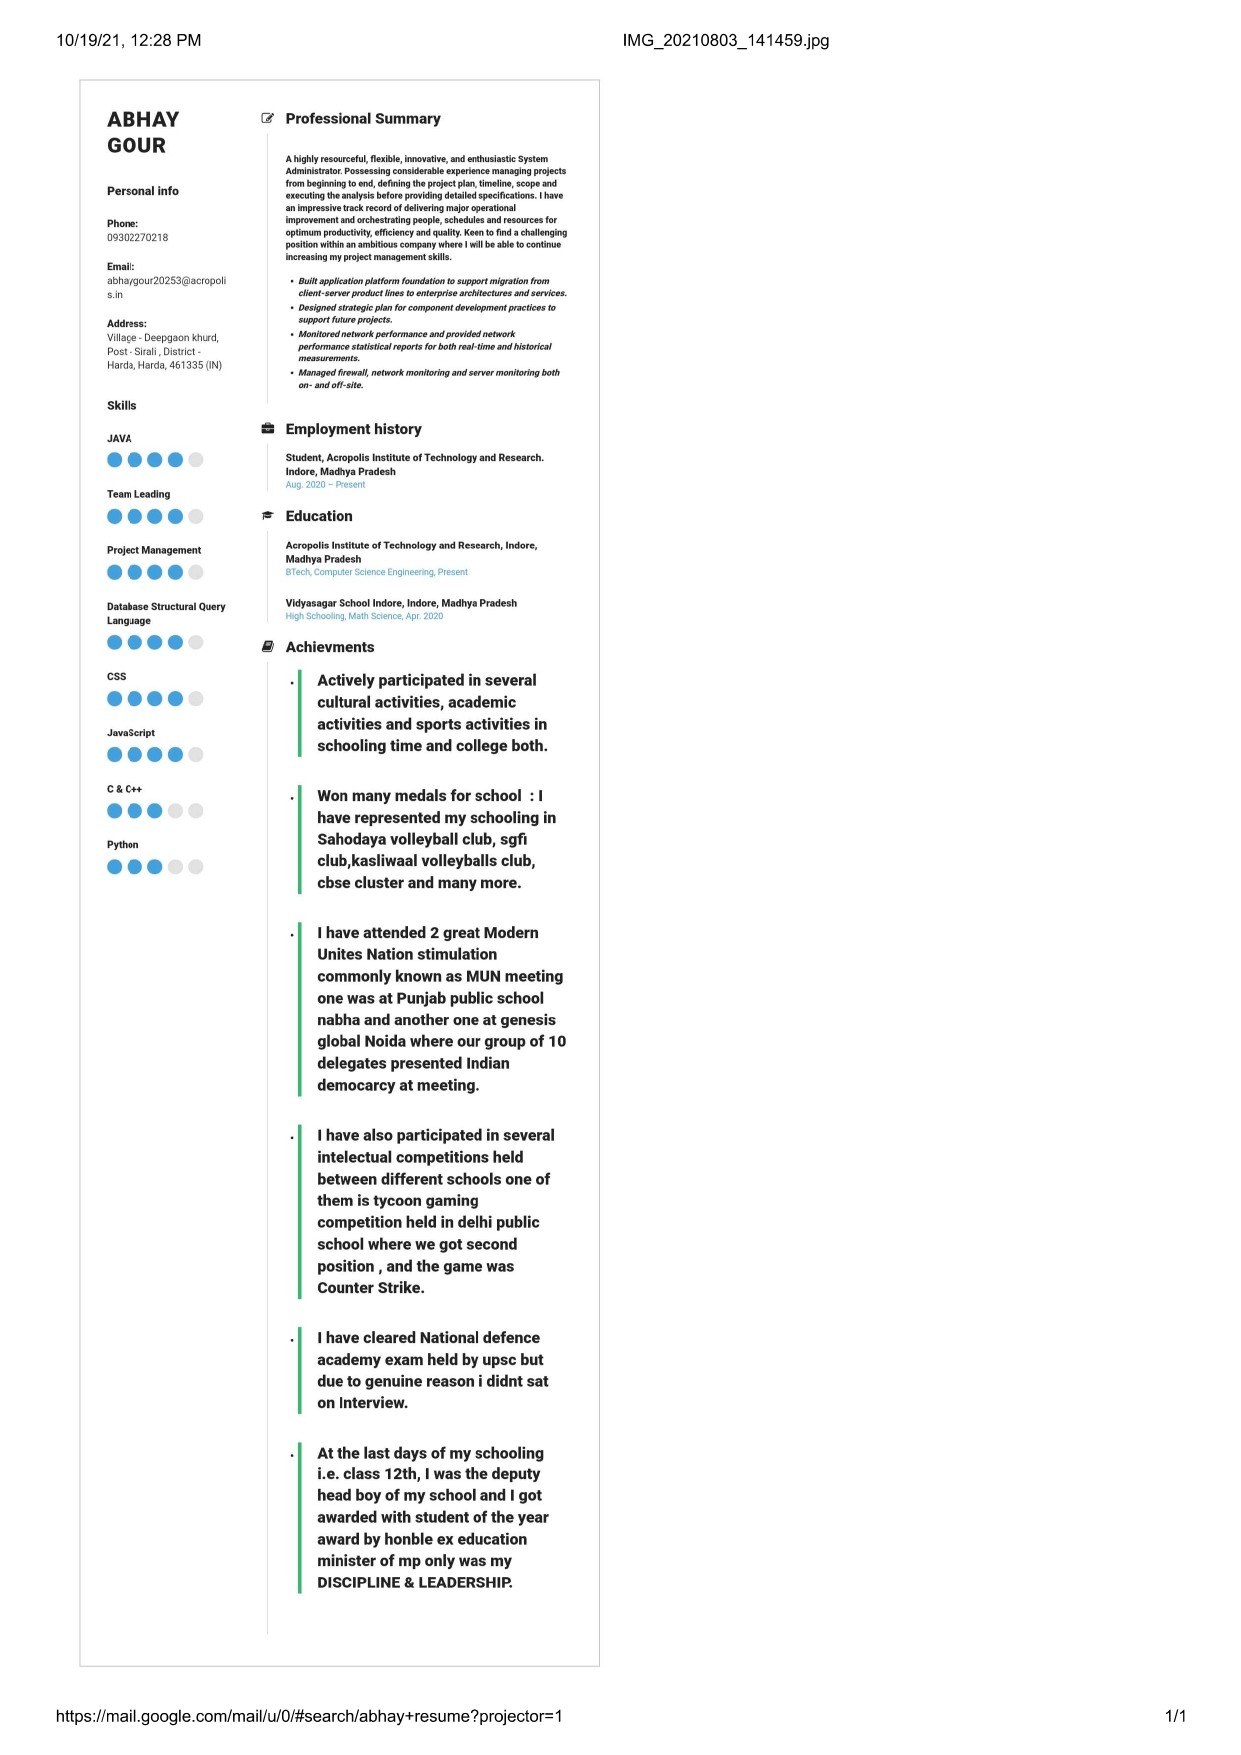 10/19/21, 12:28 PM
IMG_20210803_141459.jpg
ABHAY
GOUR
Personal info
Phone:
09302270218
Email:
abhaygour20253@acropoli
s.in
Address:
Village - Deepgaon khurd,
Post - Sirali , District -
Harda, Harda, 461335 (IN)
Skills
JAVA
Team Leading
Project Management
Database Structural Query
Language
CSS
JavaScript
C & C++
Python
Professional Summary
A highly resourceful, flexible, innovative, and enthusiastic System
Administrator. Possessing considerable experience managing projects
from beginning to end, defining the project plan, timeline, scope and
executing the analysis before providing detailed specifications. I have
an impressive track record of delivering major operational
improvement and orchestrating people, schedules and resources for
optimum productivity, efficiency and quality. Keen to find a challenging
position within an ambitious company where I will be able to continue
increasing my project management skills.
• Built application platform foundation to support migration from
client-server product lines to enterprise architectures and services.
• Designed strategic plan for component development practices to
support future projects.
• Monitored network performance and provided network
performance statistical reports for both real-time and historical
measurements.
• Managed firewall, network monitoring and server monitoring both
on- and off-site.
Employment history
Student, Acropolis Institute of Technology and Research.
Indore, Madhya Pradesh
Aug. 2020 – Present
Education
Acropolis Institute of Technology and Research, Indore,
Madhya Pradesh
BTech, Computer Science Engineering, Present
Vidyasagar School Indore, Indore, Madhya Pradesh
High Schooling, Math Science, Apr. 2020
Achievments
• Actively participated in several
cultural activities, academic
activities and sports activities in
schooling time and college both.
• Won many medals for school  : I
have represented my schooling in
Sahodaya volleyball club, sgfi
club,kasliwaal volleyballs club,
cbse cluster and many more.
• I have attended 2 great Modern
Unites Nation stimulation
commonly known as MUN meeting
one was at Punjab public school
nabha and another one at genesis
global Noida where our group of 10
delegates presented Indian
democarcy at meeting.
• I have also participated in several
intelectual competitions held
between different schools one of
them is tycoon gaming
competition held in delhi public
school where we got second
position , and the game was
Counter Strike.
• I have cleared National defence
academy exam held by upsc but
due to genuine reason i didnt sat
on Interview.
• At the last days of my schooling
i.e. class 12th, I was the deputy
head boy of my school and I got
awarded with student of the year
award by honble ex education
minister of mp only was my
DISCIPLINE & LEADERSHIP.
https://mail.google.com/mail/u/0/#search/abhay+resume?projector=1
1/1